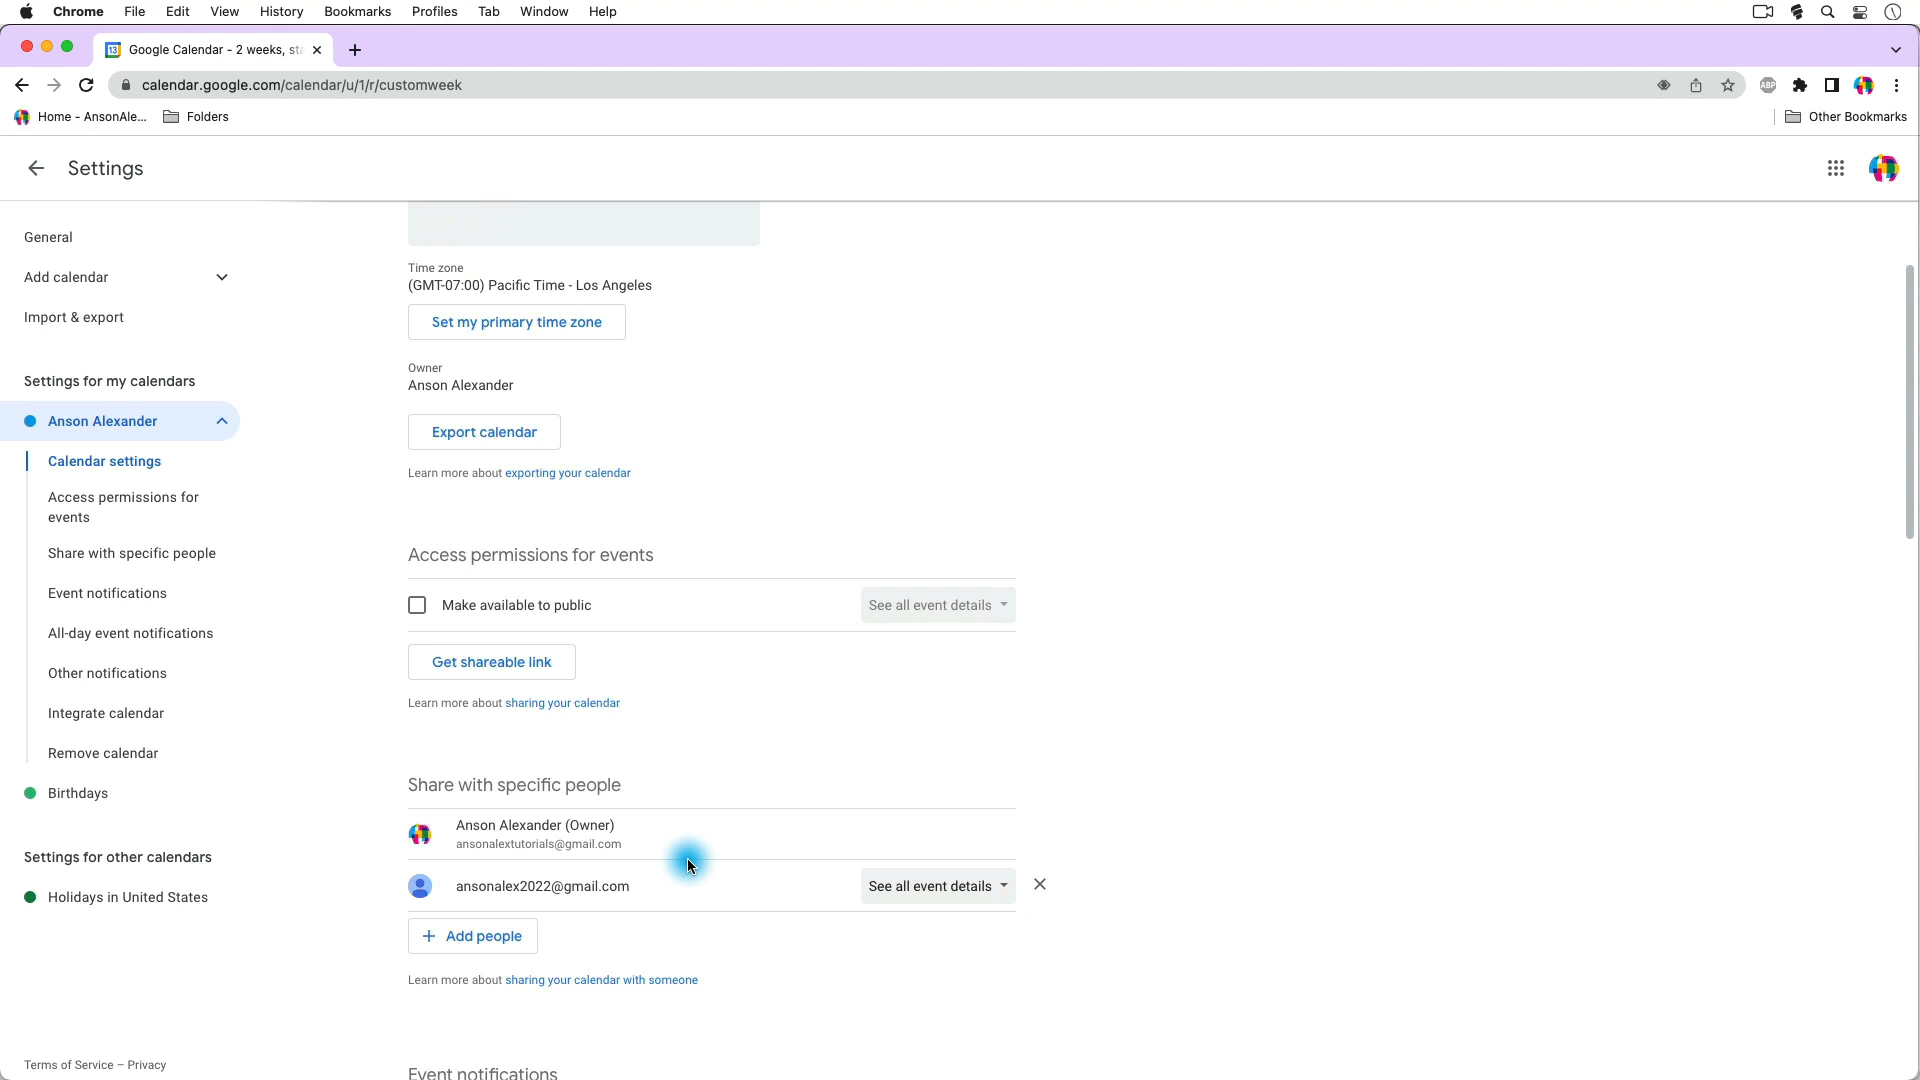 Chrome File Edit View History Bookmarks Profiles Tab Window Help
13 Google Calendar - 2 weeks, sta
calendar.google.com/calendar/u/1/r/customweek
ABP
Home - AnsonAle... Folders Other Bookmarks
Settings
General
Add calendar
Import & export
Settings for my calendars
Anson Alexander
Calendar settings
Access permissions for
events
Share with specific people
Event notifications
All-day event notifications
Other notifications
Integrate calendar
Remove calendar
Birthdays
Settings for other calendars
Holidays in United States
Terms of Service – Privacy
Time zone
(GMT-07:00) Pacific Time - Los Angeles
Set my primary time zone
Owner
Anson Alexander
Export calendar
Learn more about exporting your calendar
Access permissions for events
Make available to public See all event details
Get shareable link
Learn more about sharing your calendar
Share with specific people
Anson Alexander (Owner)
ansonalextutorials@gmail.com
ansonalex2022@gmail.com See all event details
Add people
Learn more about sharing your calendar with someone
Event notifications